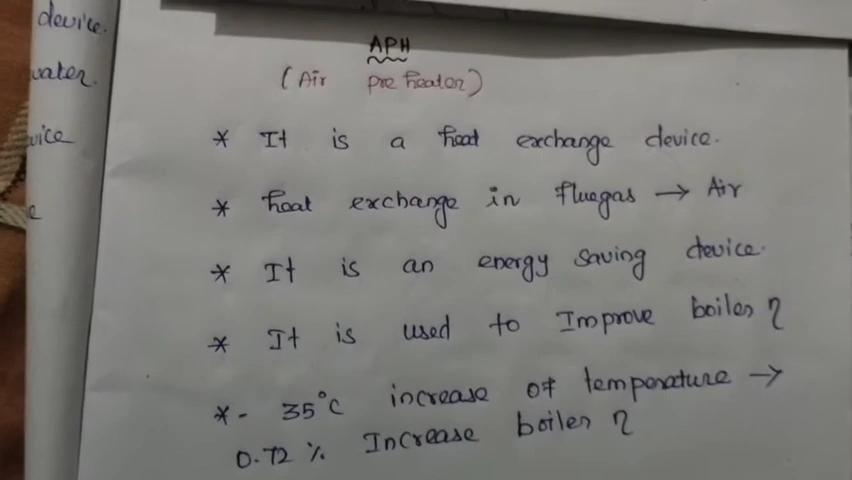 device.
water.
vice
e
APH
(Air pre heater)
* It is a heat exchange device.
* heat exchange in fluegas → Air
* It is an energy saving device.
* It is used to Improve boiler η
*- 35°C increase of temperature →
0.72 % Increase boiler η